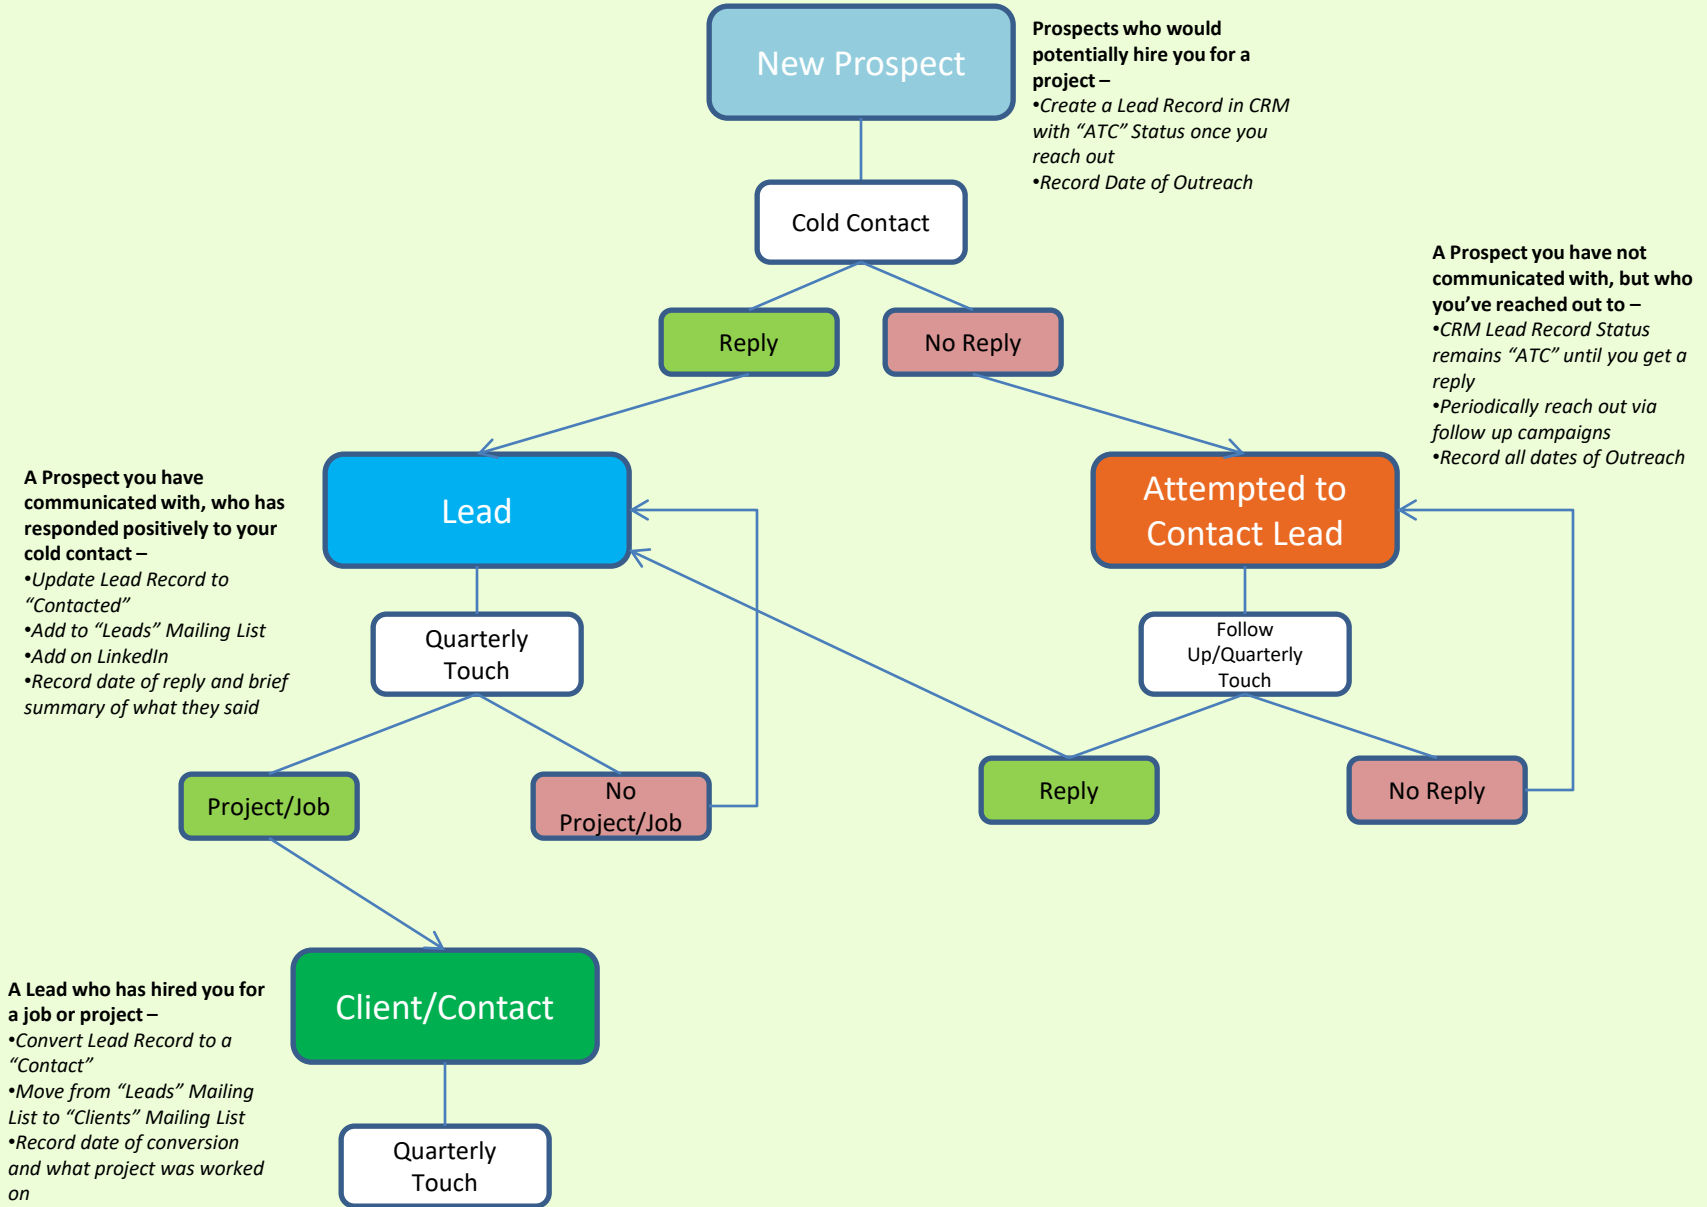 New Prospect
Prospects who would
potentially hire you for a
project –
•Create a Lead Record in CRM
with “ATC” Status once you
reach out
•Record Date of Outreach
Cold Contact
A Prospect you have not
communicated with, but who
you’ve reached out to –
•CRM Lead Record Status
remains “ATC” until you get a
reply
•Periodically reach out via
follow up campaigns
•Record all dates of Outreach
Reply
No Reply
A Prospect you have
communicated with, who has
responded positively to your
cold contact –
•Update Lead Record to
“Contacted”
•Add to “Leads” Mailing List
•Add on LinkedIn
•Record date of reply and brief
summary of what they said
Lead
Attempted to
Contact Lead
Quarterly
Touch
Follow
Up/Quarterly
Touch
Project/Job
No
Project/Job
Reply
No Reply
A Lead who has hired you for
a job or project –
•Convert Lead Record to a
“Contact”
•Move from “Leads” Mailing
List to “Clients” Mailing List
•Record date of conversion
and what project was worked
on
Client/Contact
Quarterly
Touch